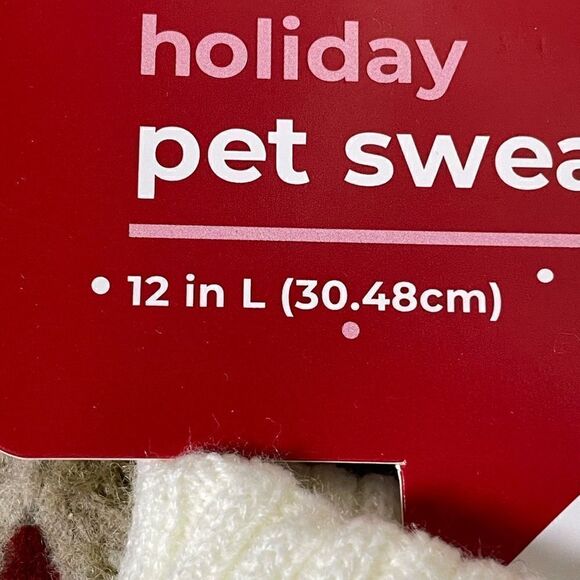 holiday
pet swea
12 in L (30.48cm)